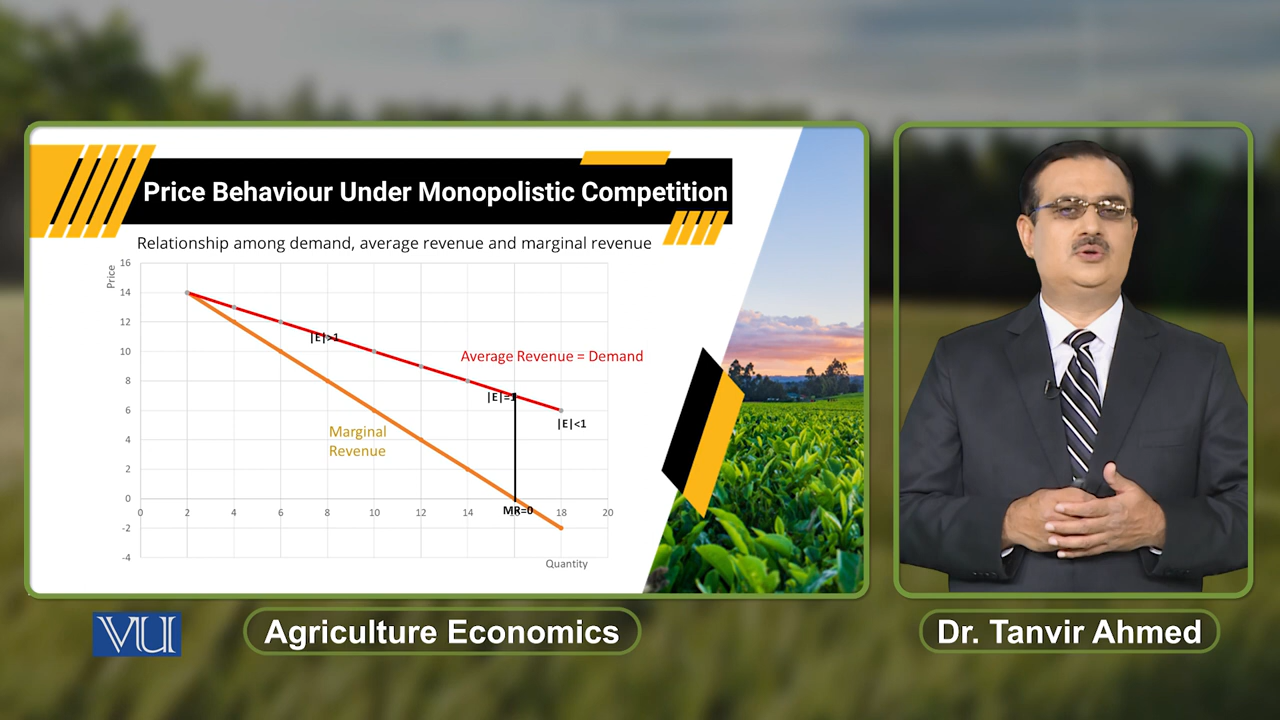 Price Behaviour Under Monopolistic Competition
Relationship among demand, avarage revenue and marginal revenue
Price
16
14
12
10
8
6
4
2
0
-2
-4
0
2
4
6
8
10
12
14
16
18
20
|E|>1
Average Revenue = Demand
|E|=1
|E|<1
Marginal
Revenue
MR=0
Quantity
VU
Agriculture Economics
Dr. Tanvir Ahmed